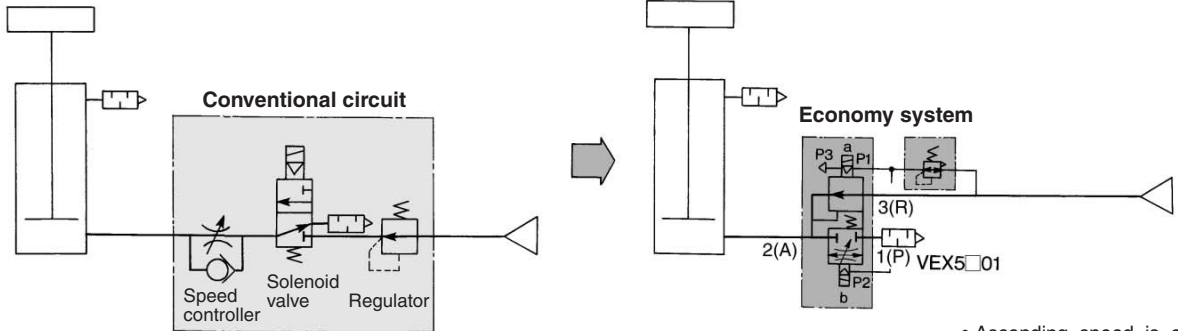 Conventional circuit
Speed
controller
Solenoid
valve
Regulator
Economy system
a
P3
P1
3(R)
2(A)
1(P)
VEX5□01
P2
b
• Ascending speed is